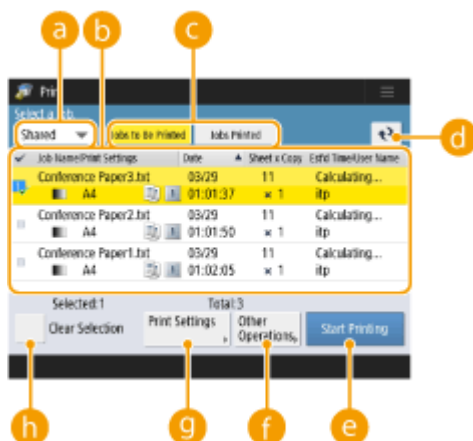 a b c
Print
Select a job.
Shared Jobs to Be Printed Jobs Printed
d
Job Name/Print Settings Date Sheet x Copy Est'd Time/User Name
Conference Paper3.txt 03/29 11 Calculating...
1 A4 01:01:37 x 1 itp
Conference Paper2.txt 03/29 11 Calculating...
A4 01:01:50 x 1 itp
Conference Paper1.txt 03/29 11 Calculating...
A4 01:02:05 x 1 itp
Selected:1 Total:3
Clear Selection Print Settings Other Operations Start Printing
h g f e